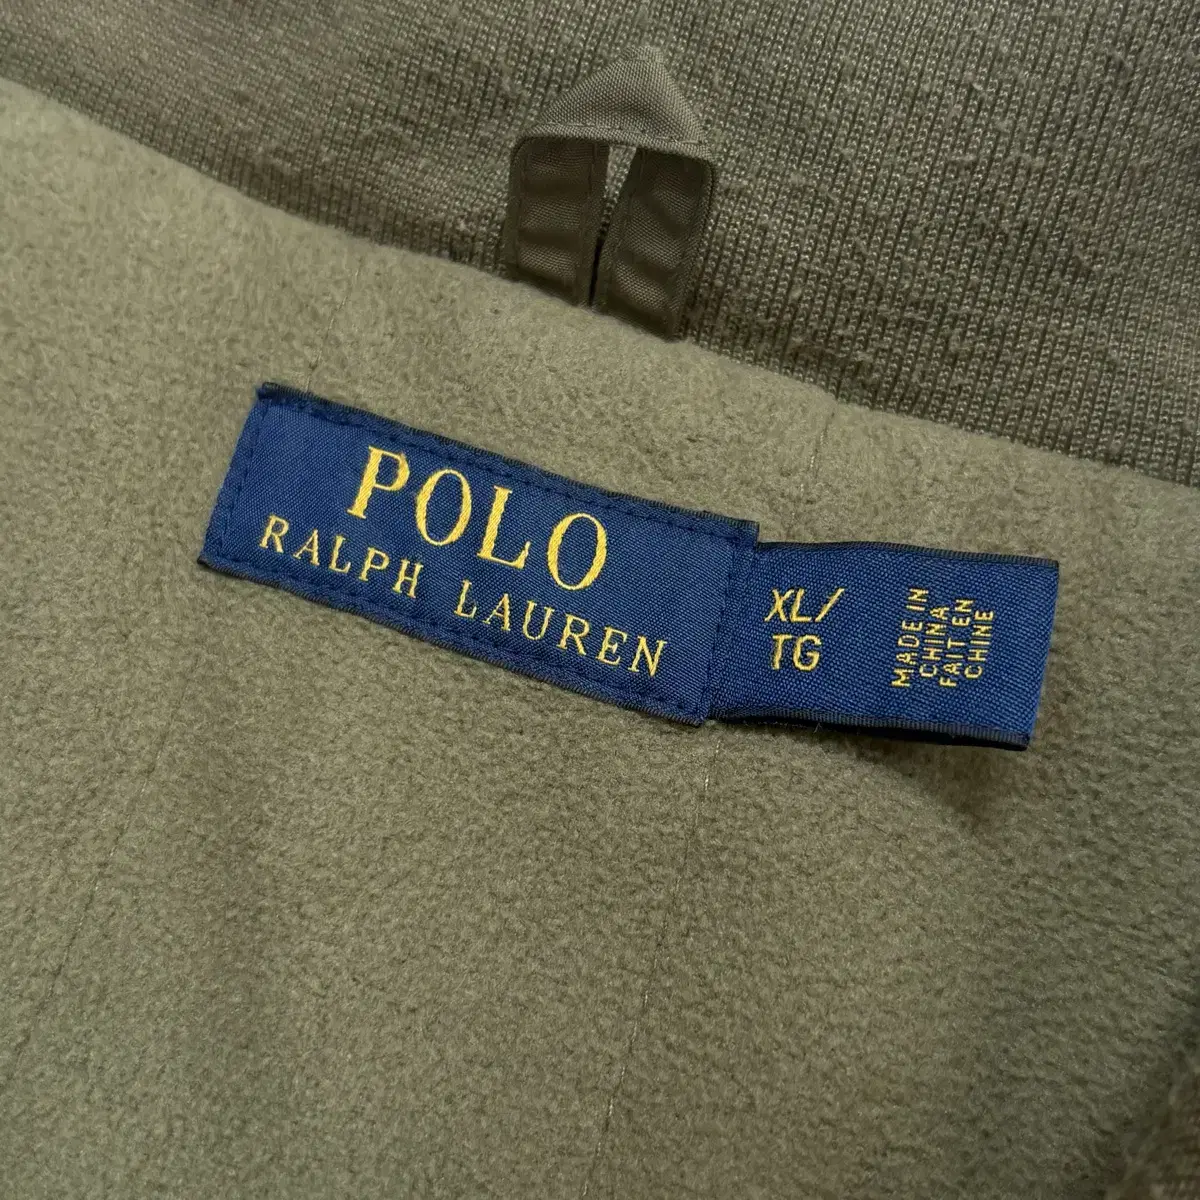 POLO
RALPH LAUREN
XL/
TG
MADE IN
CHINA
FAIT EN
CHINE